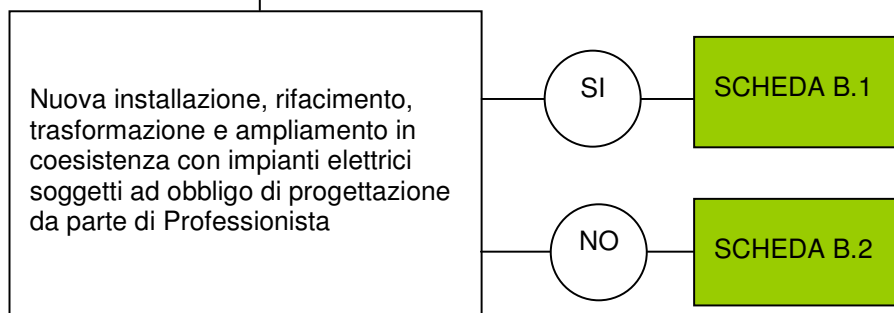 Nuova installazione, rifacimento,
trasformazione e ampliamento in
coesistenza con impianti elettrici
soggetti ad obbligo di progettazione
da parte di Professionista
SI
SCHEDA B.1
NO
SCHEDA B.2